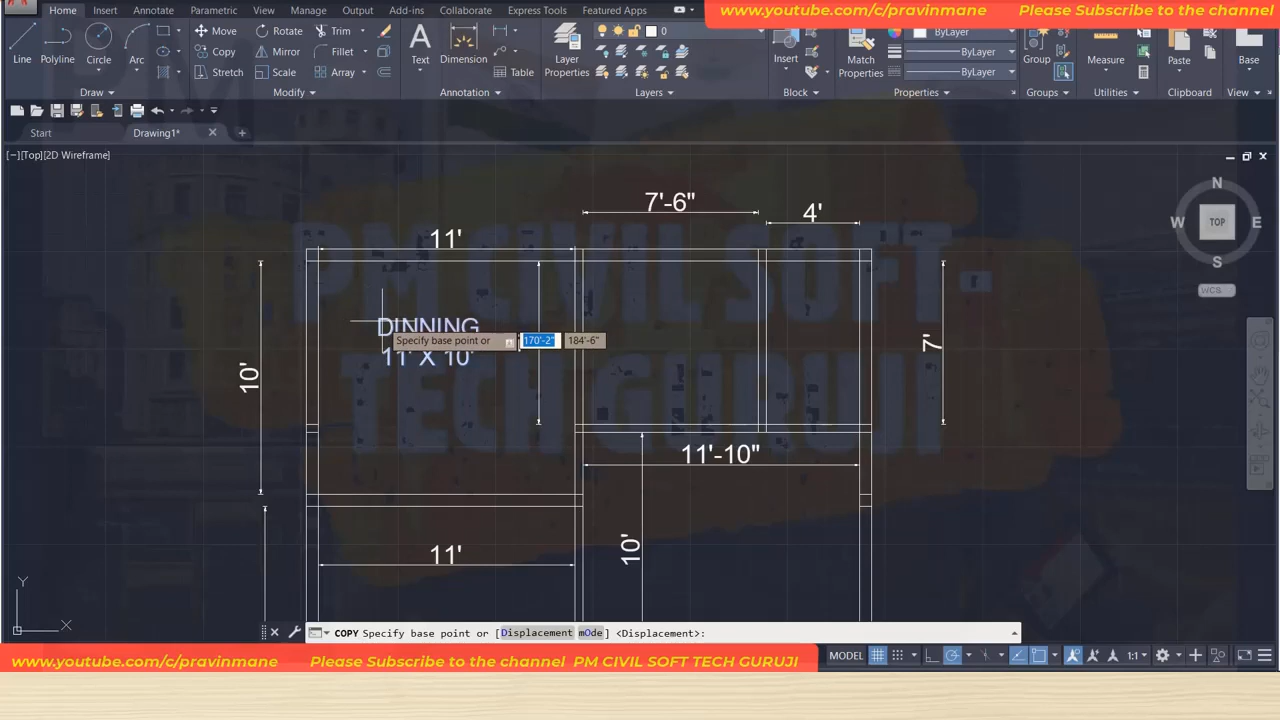 www.youtube.com/c/pravinmane Please Subscribe to the channel
Home Insert Annotate Parametric View Manage Output Add-ins Collaborate Express Tools Featured Apps
Line Polyline Circle Arc
Move Rotate Trim
Copy Mirror Fillet
Stretch Scale Array
Text Dimension Table
Layer Properties
0
Insert
Match Properties
ByLayer
ByLayer
ByLayer
Group Measure Paste Base
Draw Modify Annotation Layers Block Properties Groups Utilities Clipboard View
Start Drawing1*
[−][Top][2D Wireframe]
N
W TOP E
S
WCS
7'-6"
4'
11'
DINNING
11' X 10'
Specify base point or 170'-2" 184'-6"
10'
7'
11'-10"
10'
11'
PM CIVIL SOFT-
TECH GURUJI
Y
X
COPY Specify base point or [Displacement mOde] <Displacement>:
www.youtube.com/c/pravinmane Please Subscribe to the channel PM CIVIL SOFT TECH GURUJI
MODEL 1:1